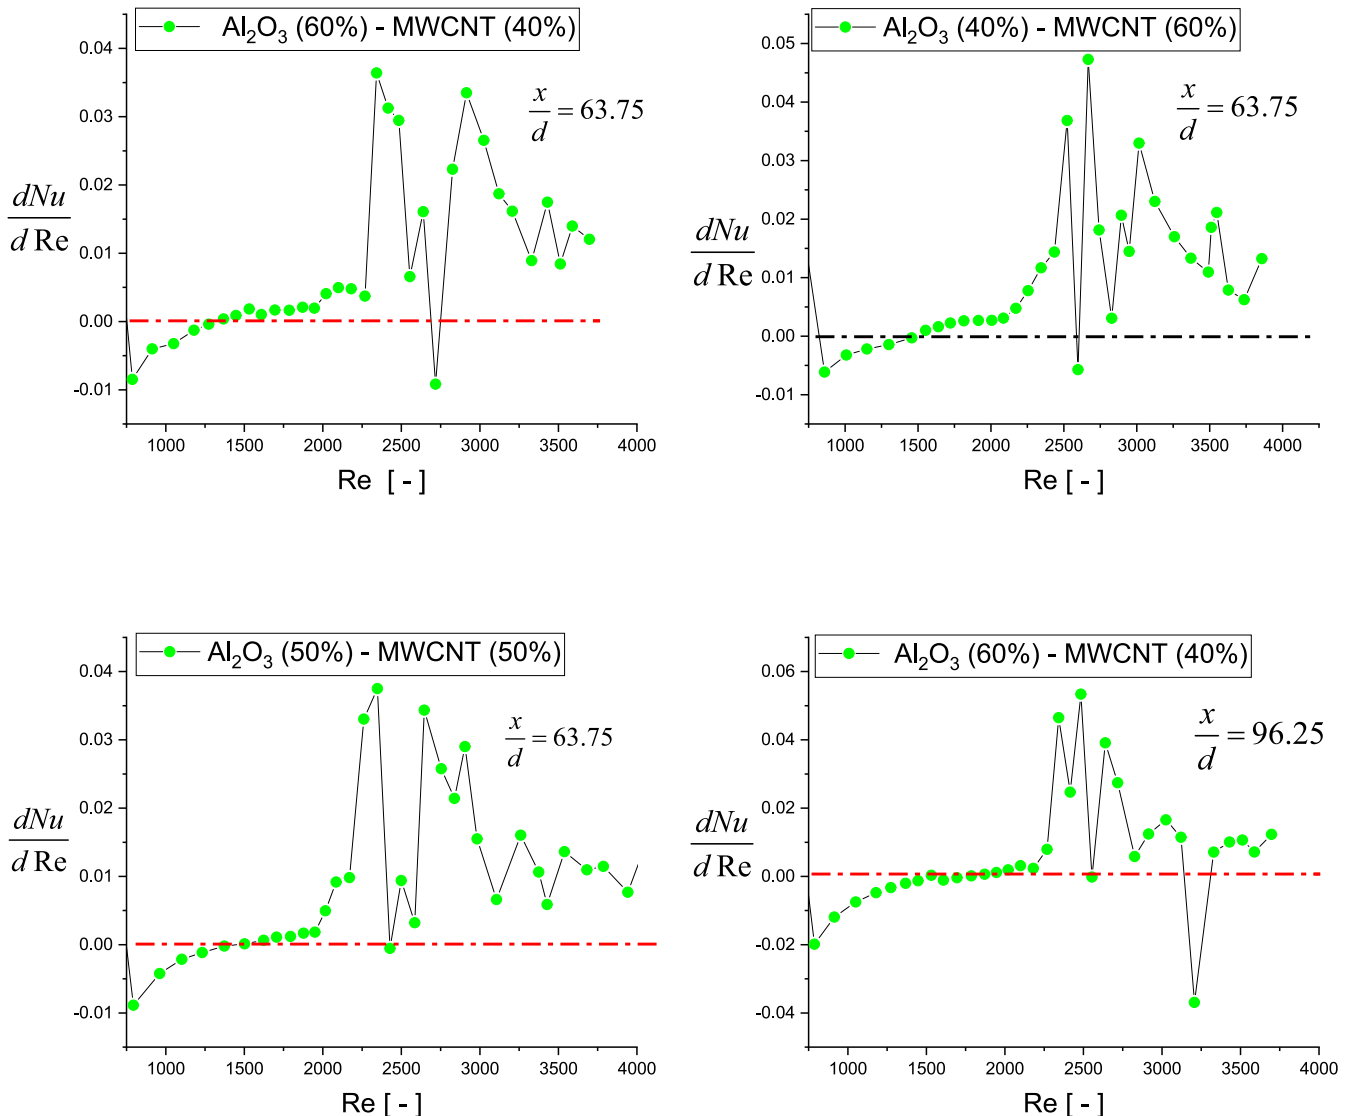 Al₂O₃ (60%) - MWCNT (40%)
0.04
0.03
0.02
0.01
0.00
-0.01
x/d = 63.75
dNu/d Re
1000 1500 2000 2500 3000 3500 4000
Re [ - ]
Al₂O₃ (40%) - MWCNT (60%)
0.05
0.04
0.03
0.02
0.01
0.00
-0.01
x/d = 63.75
dNu/d Re
1000 1500 2000 2500 3000 3500 4000
Re [ - ]
Al₂O₃ (50%) - MWCNT (50%)
0.04
0.03
0.02
0.01
0.00
-0.01
x/d = 63.75
dNu/d Re
1000 1500 2000 2500 3000 3500 4000
Re [ - ]
Al₂O₃ (60%) - MWCNT (40%)
0.06
0.04
0.02
0.00
-0.02
-0.04
x/d = 96.25
dNu/d Re
1000 1500 2000 2500 3000 3500 4000
Re [ - ]